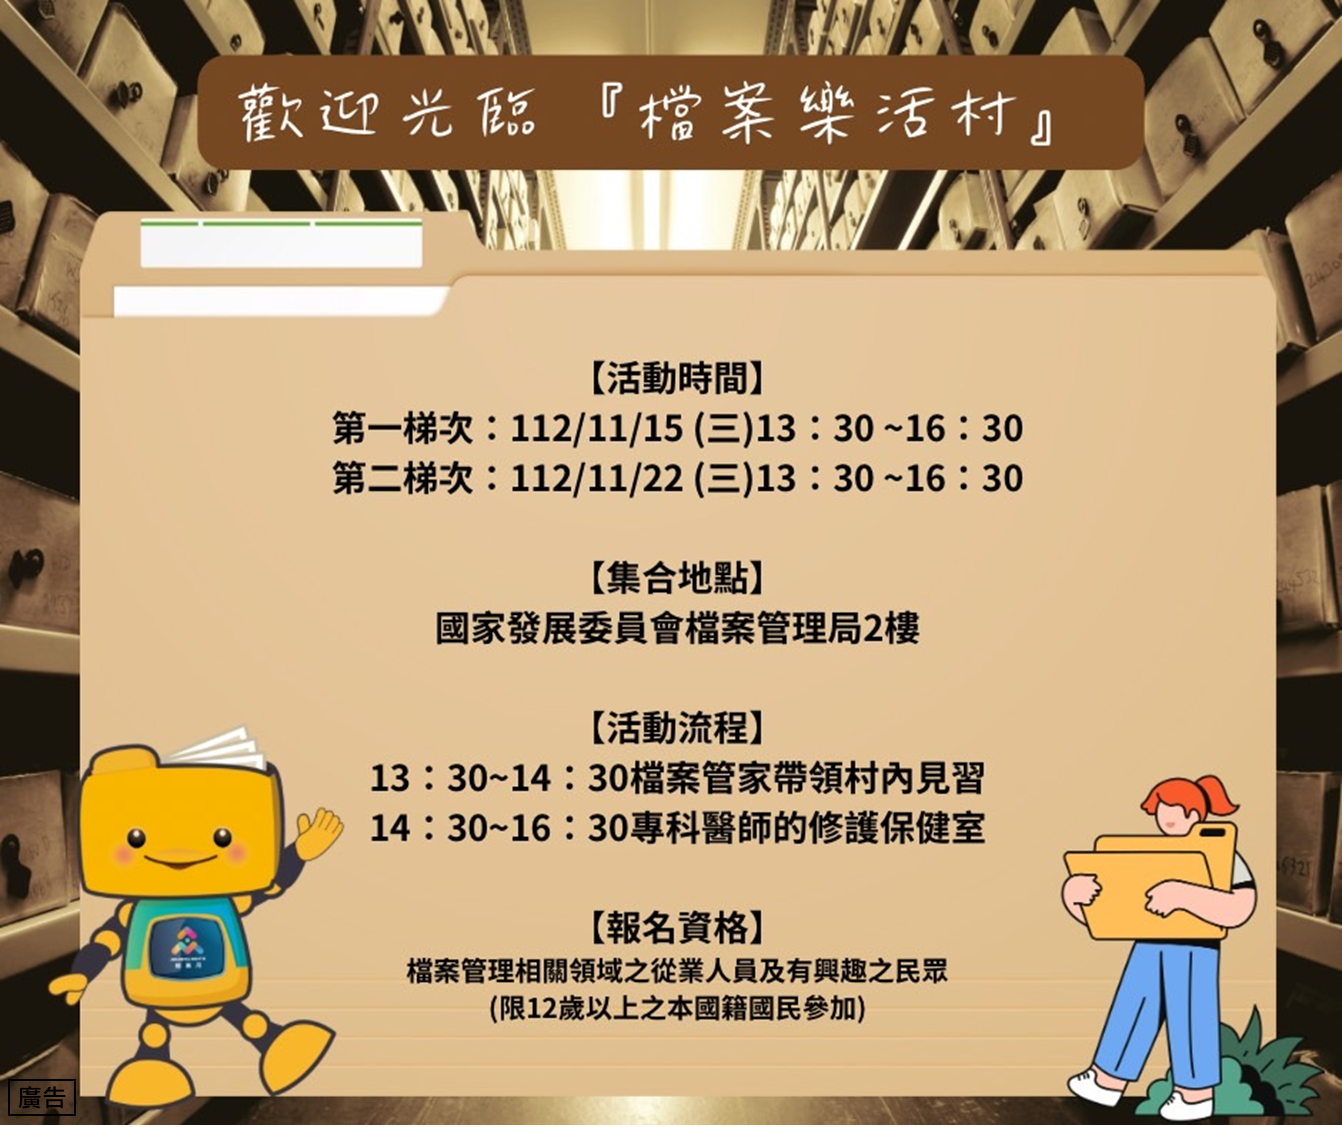 歡迎光臨『檔案樂活村』
【活動時間】
第一梯次：112/11/15 (三)13：30 ~16：30
第二梯次：112/11/22 (三)13：30 ~16：30
【集合地點】
國家發展委員會檔案管理局2樓
【活動流程】
13：30~14：30檔案管家帶領村內見習
14：30~16：30專科醫師的修護保健室
【報名資格】
檔案管理相關領域之從業人員及有興趣之民眾
(限12歲以上之本國籍國民參加)
廣告